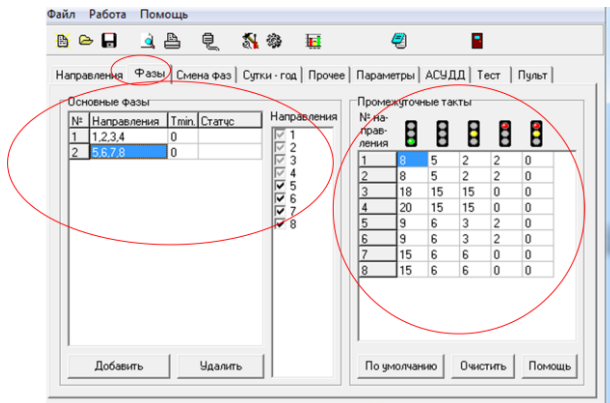 Файл Работа Помощь
Направления Фазы Смена фаз Сутки - год Прочее Параметры АСУДД Тест Пульт
Основные фазы
№ Направления Tmin. Статус
1 1,2,3,4 0
2 5,6,7,8 0
Добавить Удалить
Направления
1
2
3
4
5
6
7
8
Промежуточные такты
№ на-
прав-
ления
1 8 5 2 2 0
2 8 5 2 2 0
3 18 15 15 0 0
4 20 15 15 0 0
5 9 6 3 2 0
6 9 6 3 2 0
7 15 6 6 0 0
8 15 6 6 0 0
По умолчанию Очистить Помощь